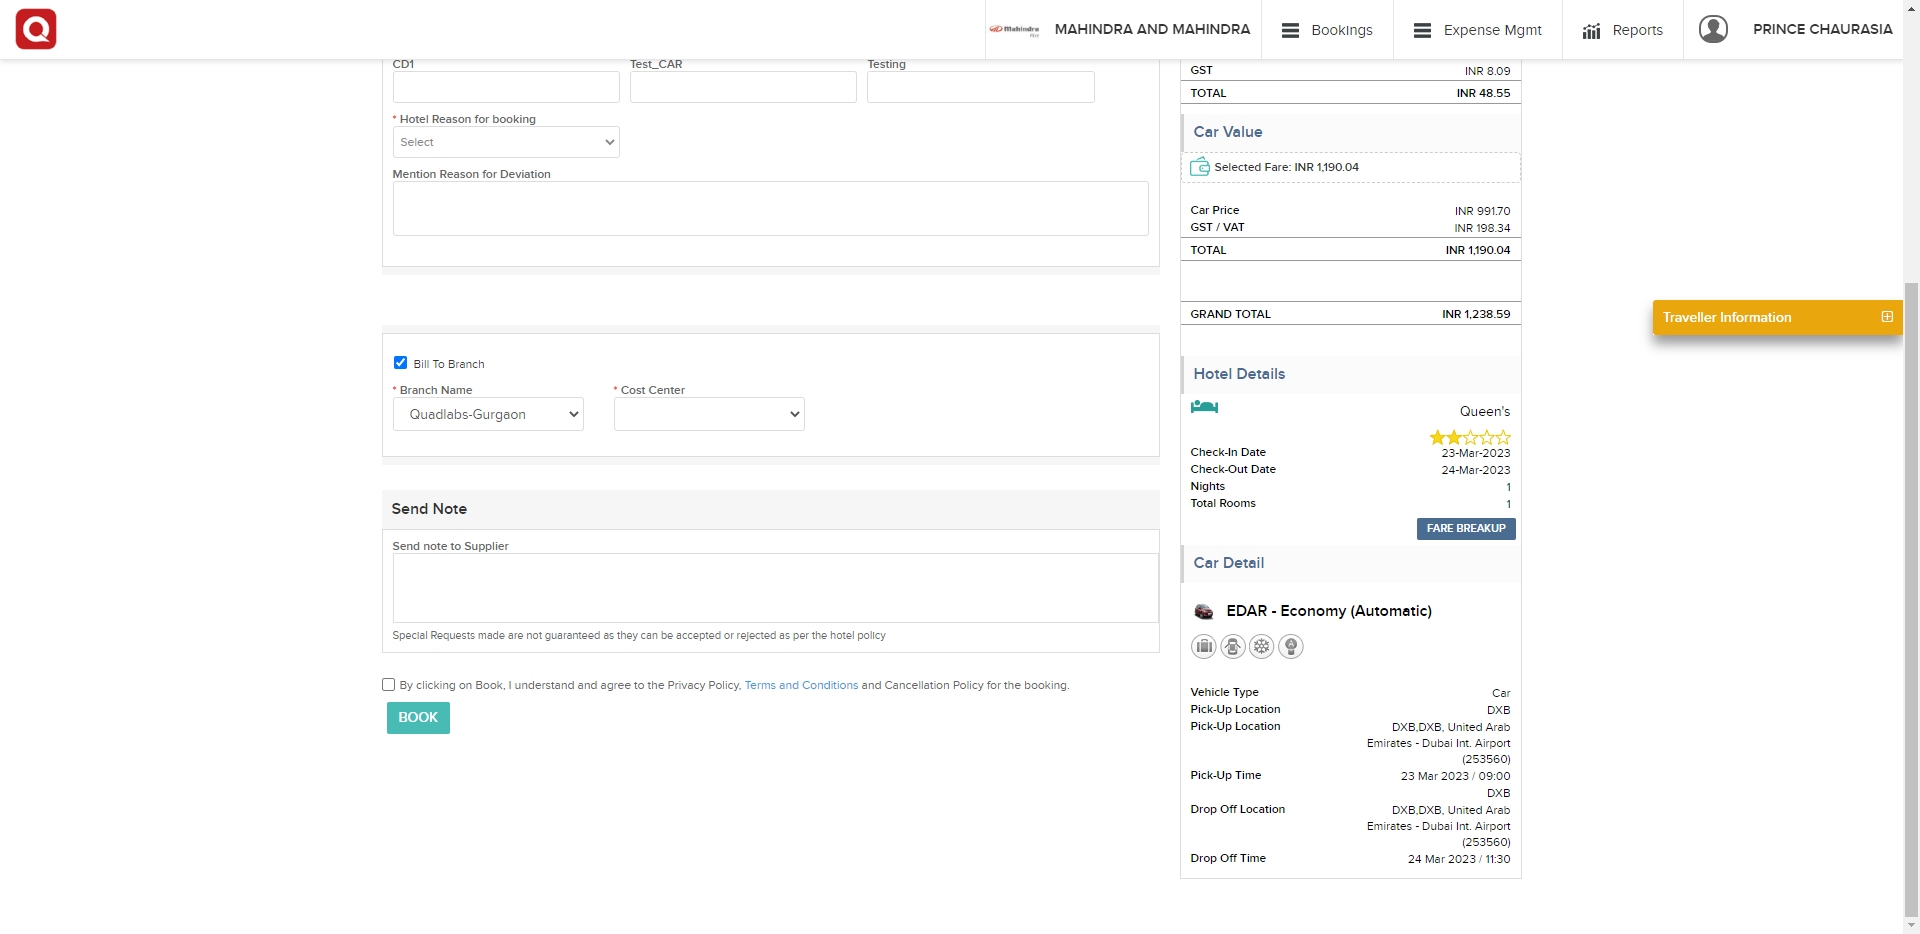 Q
Mahindra
MAHINDRA AND MAHINDRA
Bookings
Expense Mgmt
Reports
PRINCE CHAURASIA
CD1
Test_CAR
Testing
* Hotel Reason for booking
Select
Mention Reason for Deviation
Bill To Branch
* Branch Name
* Cost Center
Quadlabs-Gurgaon
Send Note
Send note to Supplier
Special Requests made are not guaranteed as they can be accepted or rejected as per the hotel policy
By clicking on Book, I understand and agree to the Privacy Policy, Terms and Conditions and Cancellation Policy for the booking.
BOOK
GST INR 8.09
TOTAL INR 48.55
Car Value
Selected Fare: INR 1,190.04
Car Price INR 991.70
GST / VAT INR 198.34
TOTAL INR 1,190.04
GRAND TOTAL INR 1,238.59
Hotel Details
Queen's
Check-In Date 23-Mar-2023
Check-Out Date 24-Mar-2023
Nights 1
Total Rooms 1
FARE BREAKUP
Car Detail
EDAR - Economy (Automatic)
Vehicle Type Car
Pick-Up Location DXB
Pick-Up Location DXB,DXB, United Arab
Emirates - Dubai Int. Airport
(253560)
Pick-Up Time 23 Mar 2023 / 09:00
DXB
Drop Off Location DXB,DXB, United Arab
Emirates - Dubai Int. Airport
(253560)
Drop Off Time 24 Mar 2023 / 11:30
Traveller Information